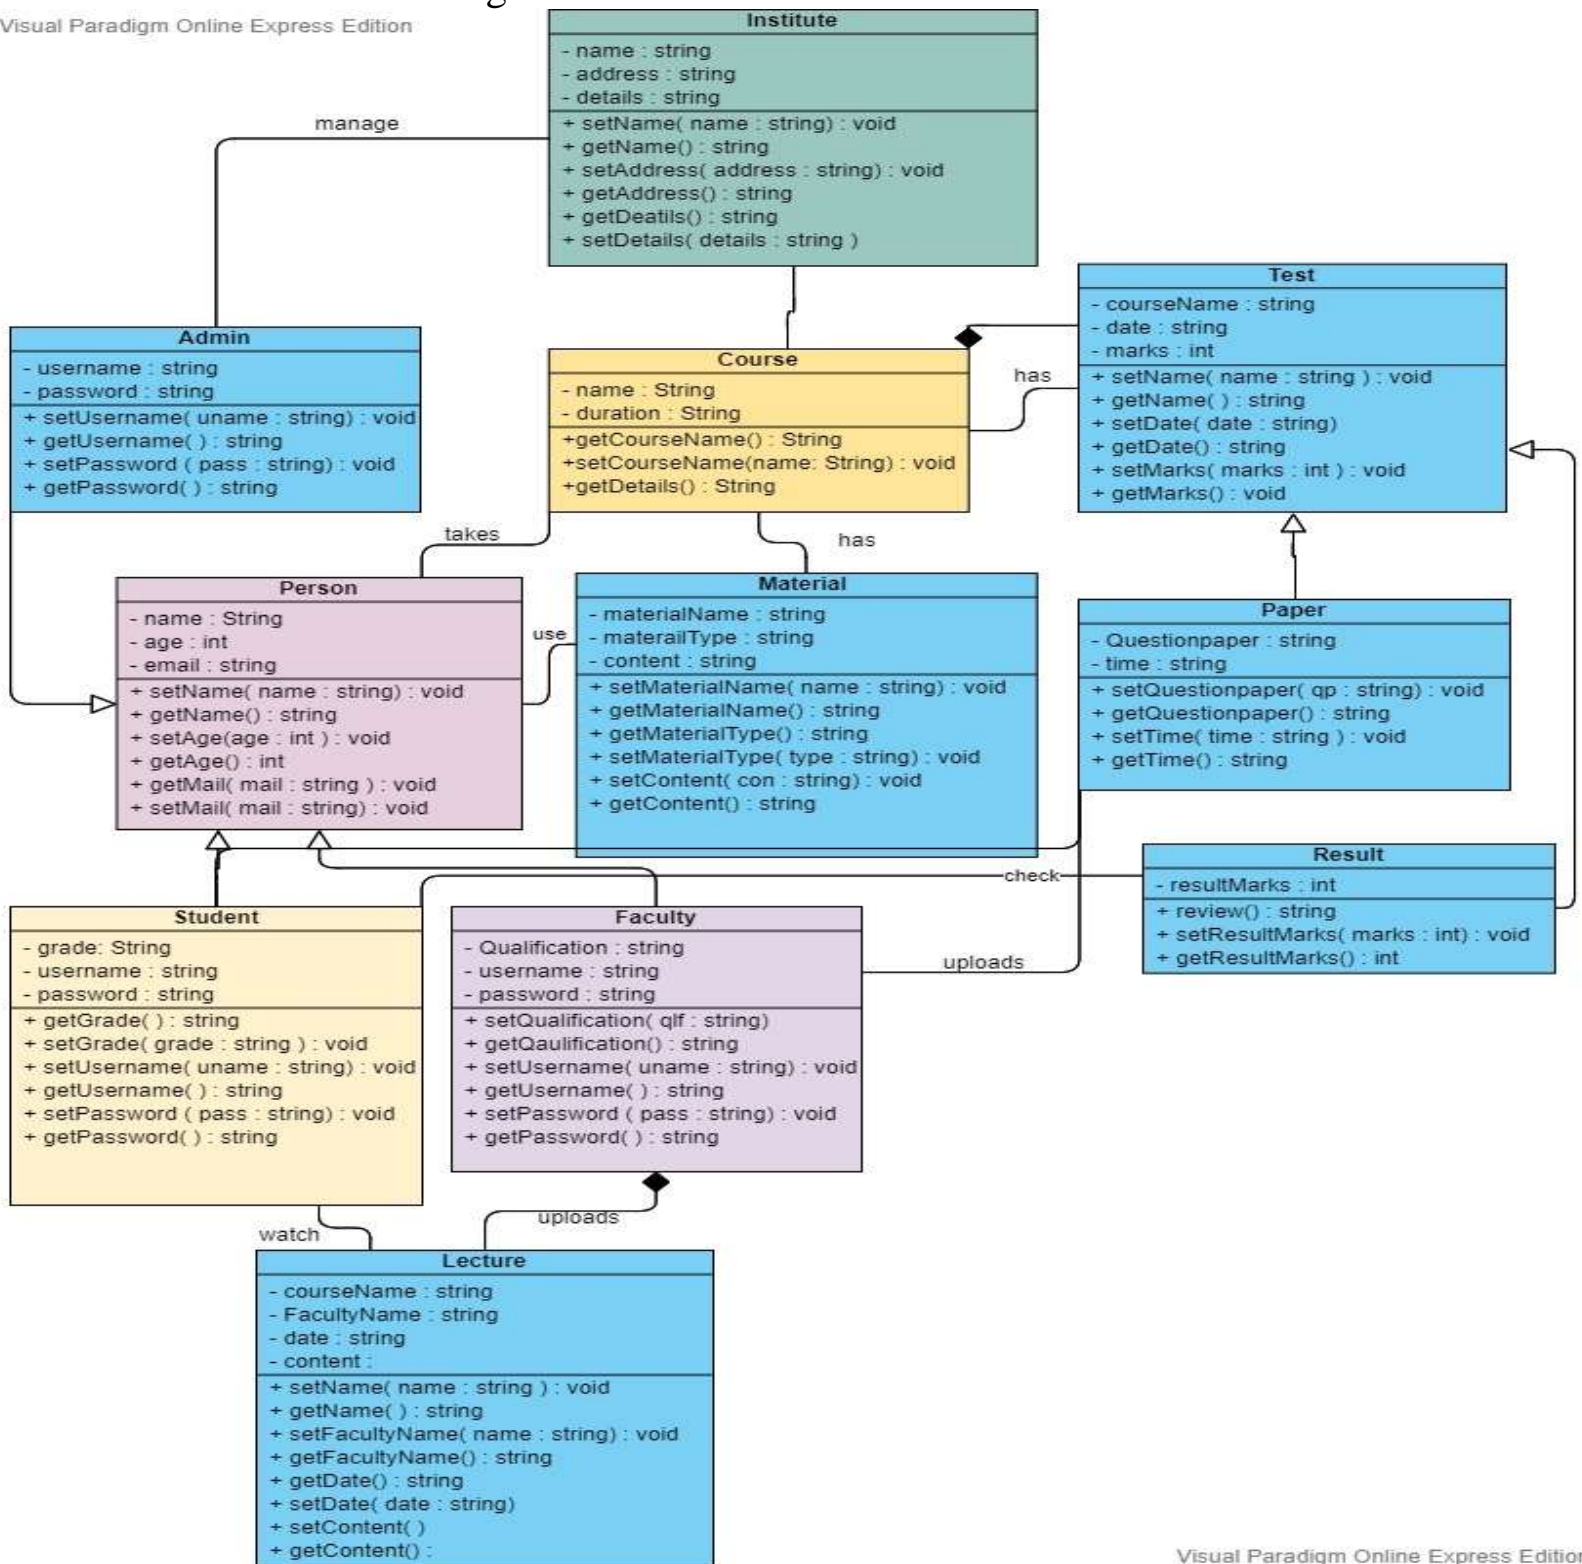 Visual Paradigm Online Express Edition
Institute
- name : string
- address : string
- details : string
+ setName( name : string) : void
+ getName() : string
+ setAddress( address : string) : void
+ getAddress() : string
+ getDeatils() : string
+ setDetails( details : string )
manage
Test
- courseName : string
- date : string
- marks : int
+ setName( name : string ) : void
+ getName( ) : string
+ setDate( date : string)
+ getDate() : string
+ setMarks( marks : int ) : void
+ getMarks() : void
Admin
- username : string
- password : string
+ setUsername( uname : string) : void
+ getUsername( ) : string
+ setPassword ( pass : string) : void
+ getPassword( ) : string
Course
- name : String
- duration : String
+getCourseName() : String
+setCourseName(name: String) : void
+getDetails() : String
has
takes
has
Person
- name : String
- age : int
- email : string
+ setName( name : string) : void
+ getName() : string
+ setAge(age : int ) : void
+ getAge() : int
+ getMail( mail : string ) : void
+ setMail( mail : string) : void
use
Material
- materialName : string
- materailType : string
- content : string
+ setMaterialName( name : string) : void
+ getMaterialName() : string
+ getMaterialType() : string
+ setMaterialType( type : string) : void
+ setContent( con : string) : void
+ getContent() : string
Paper
- Questionpaper : string
- time : string
+ setQuestionpaper( qp : string) : void
+ getQuestionpaper() : string
+ setTime( time : string ) : void
+ getTime() : string
check
Result
- resultMarks : int
+ review() : string
+ setResultMarks( marks : int) : void
+ getResultMarks() : int
Student
- grade: String
- username : string
- password : string
+ getGrade( ) : string
+ setGrade( grade : string ) : void
+ setUsername( uname : string) : void
+ getUsername( ) : string
+ setPassword ( pass : string) : void
+ getPassword( ) : string
Faculty
- Qualification : string
- username : string
- password : string
+ setQualification( qlf : string)
+ getQaulification() : string
+ setUsername( uname : string) : void
+ getUsername( ) : string
+ setPassword ( pass : string) : void
+ getPassword( ) : string
uploads
uploads
watch
Lecture
- courseName : string
- FacultyName : string
- date : string
- content :
+ setName( name : string ) : void
+ getName( ) : string
+ setFacultyName( name : string) : void
+ getFacultyName() : string
+ getDate() : string
+ setDate( date : string)
+ setContent( )
+ getContent() :
Visual Paradigm Online Express Edition